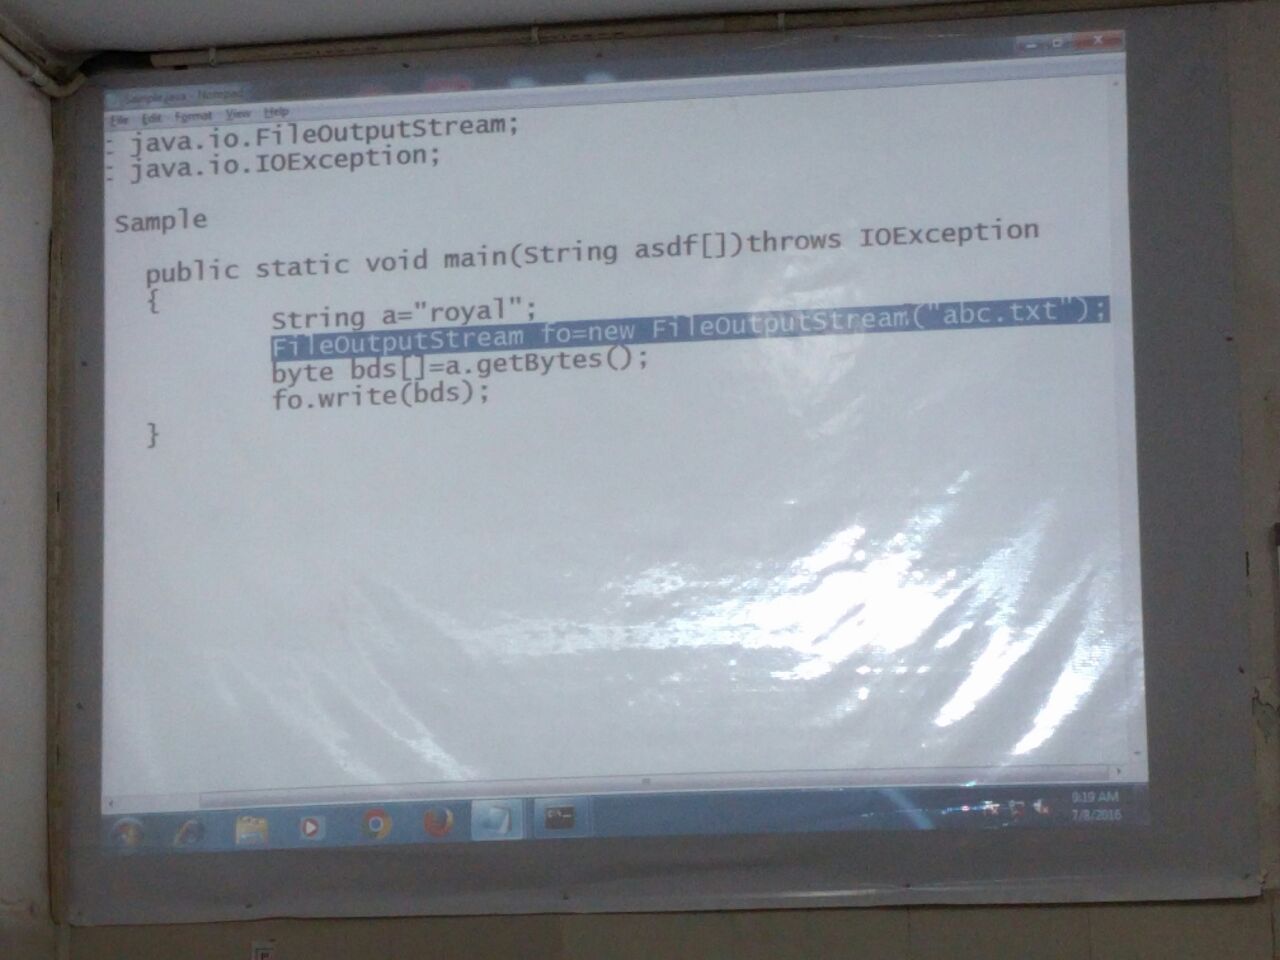 Sample.java - Notepad
File Edit Format View Help
java.io.FileOutputStream;
java.io.IOException;
Sample
public static void main(String asdf[])throws IOException
{
String a="royal";
FileOutputStream fo=new FileOutputStream("abc.txt");
byte bds[]=a.getBytes();
fo.write(bds);
}
9:19 AM
7/8/2016